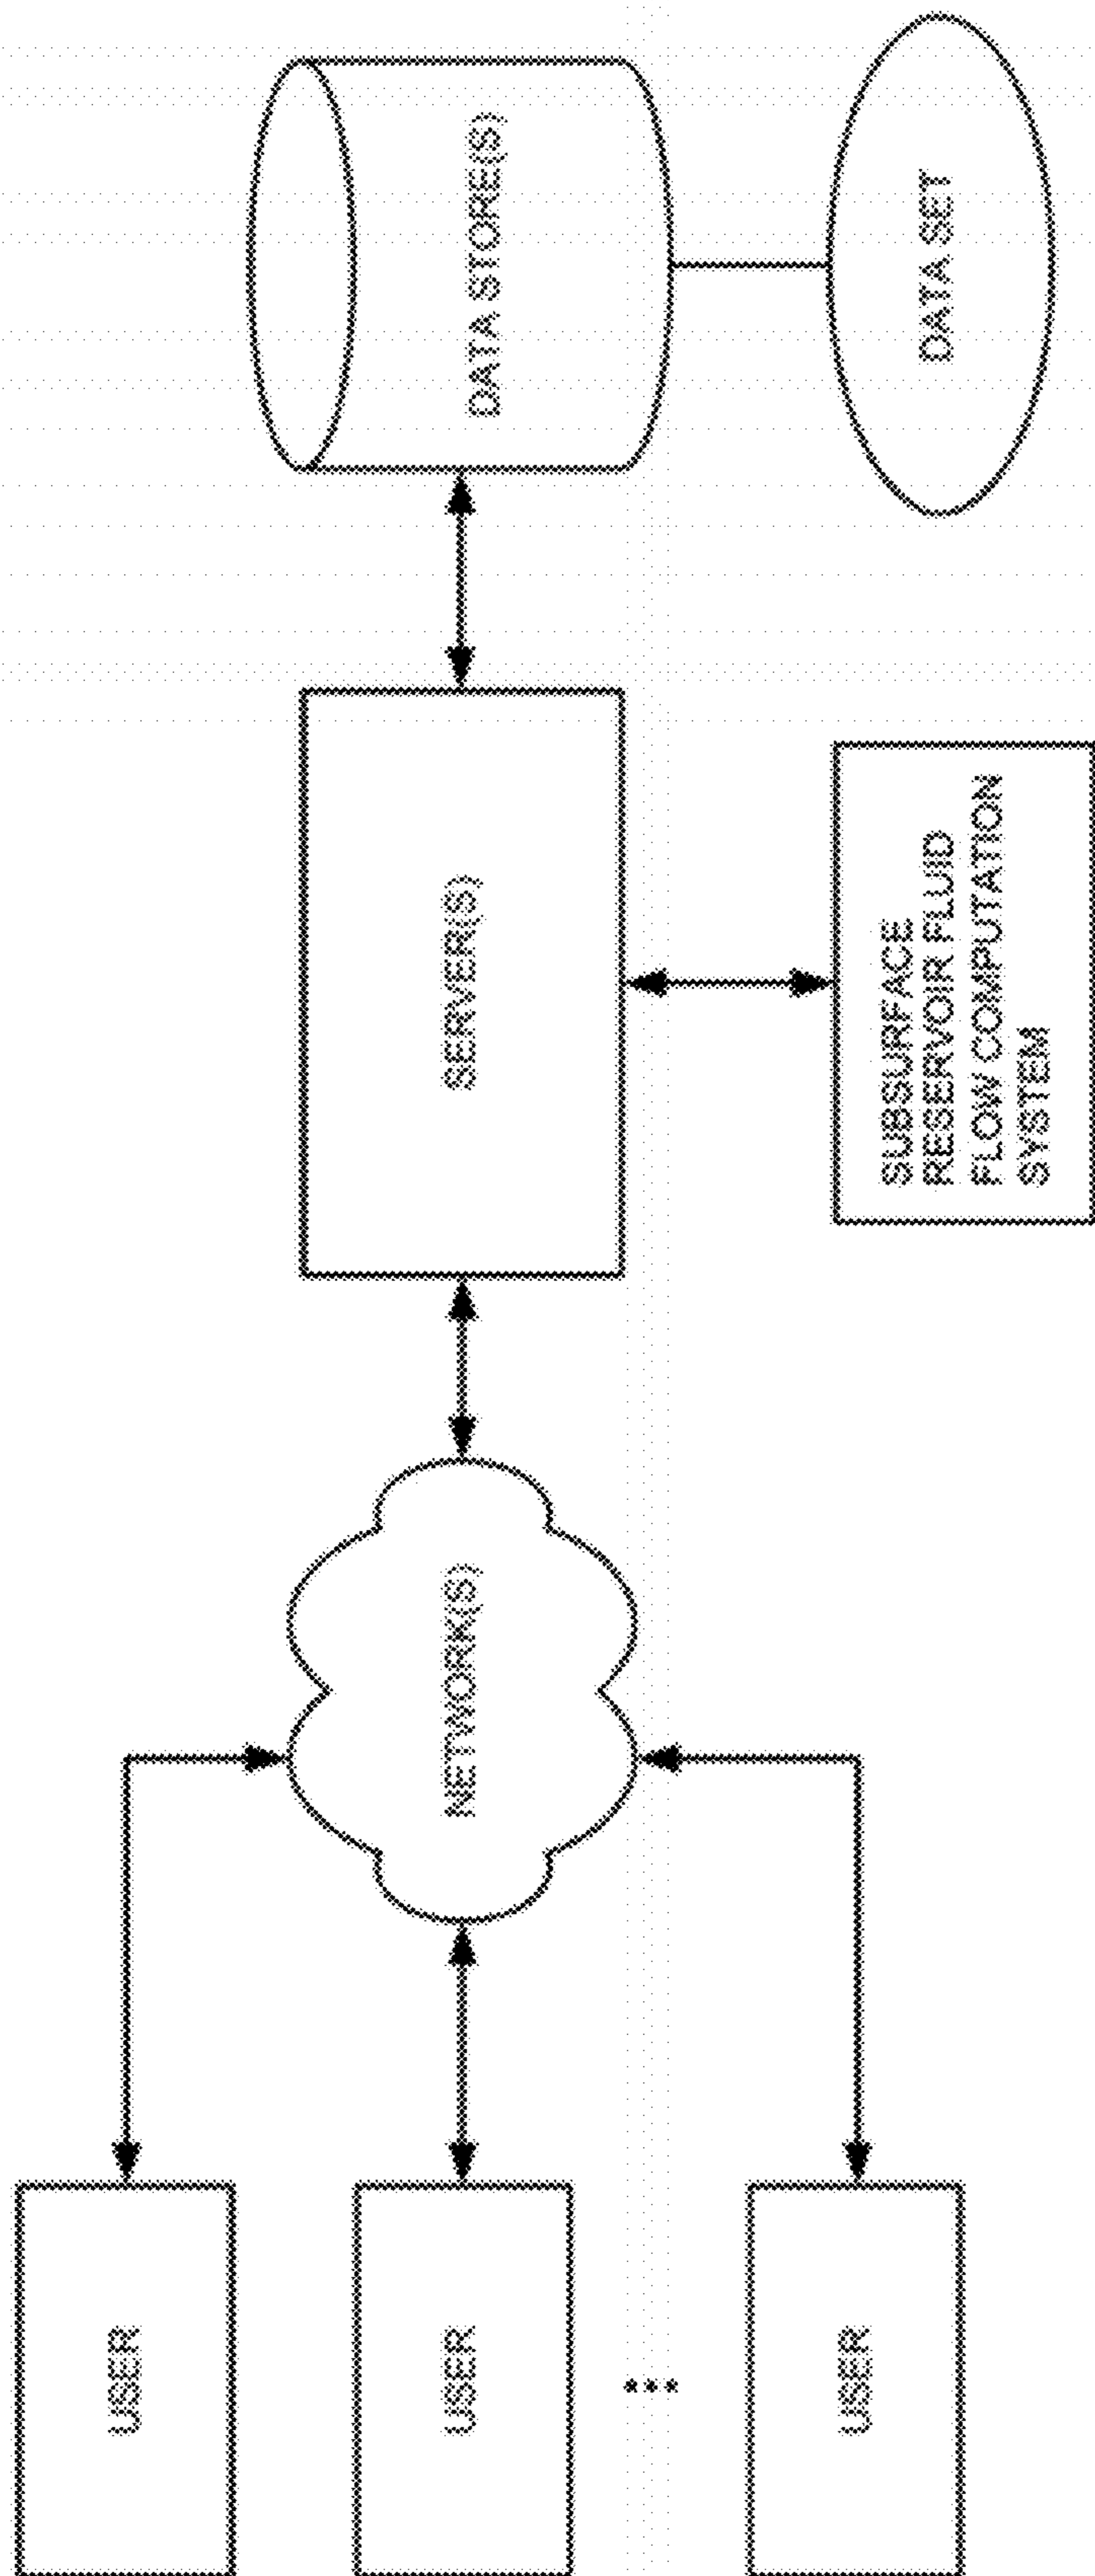 USER
USER
...
USER
NETWORK(S)
SERVER(S)
SUBSURFACE
RESERVOIR FLUID
FLOW COMPUTATION
SYSTEM
DATA STORE(S)
DATA SET